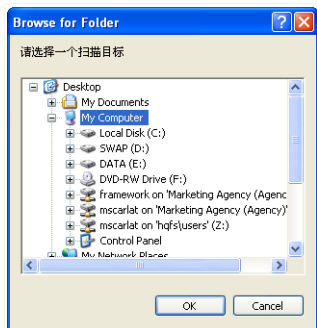 Browse for Folder
请选择一个扫描目标
Desktop
My Documents
My Computer
Local Disk (C:)
SWAP (D:)
DATA (E:)
DVD-RW Drive (F:)
framework on 'Marketing Agency (Agenc
mscarlat on 'Marketing Agency (Agency)'
mscarlat on 'hqfs\users' (Z:)
Control Panel
My Network Places
OK Cancel